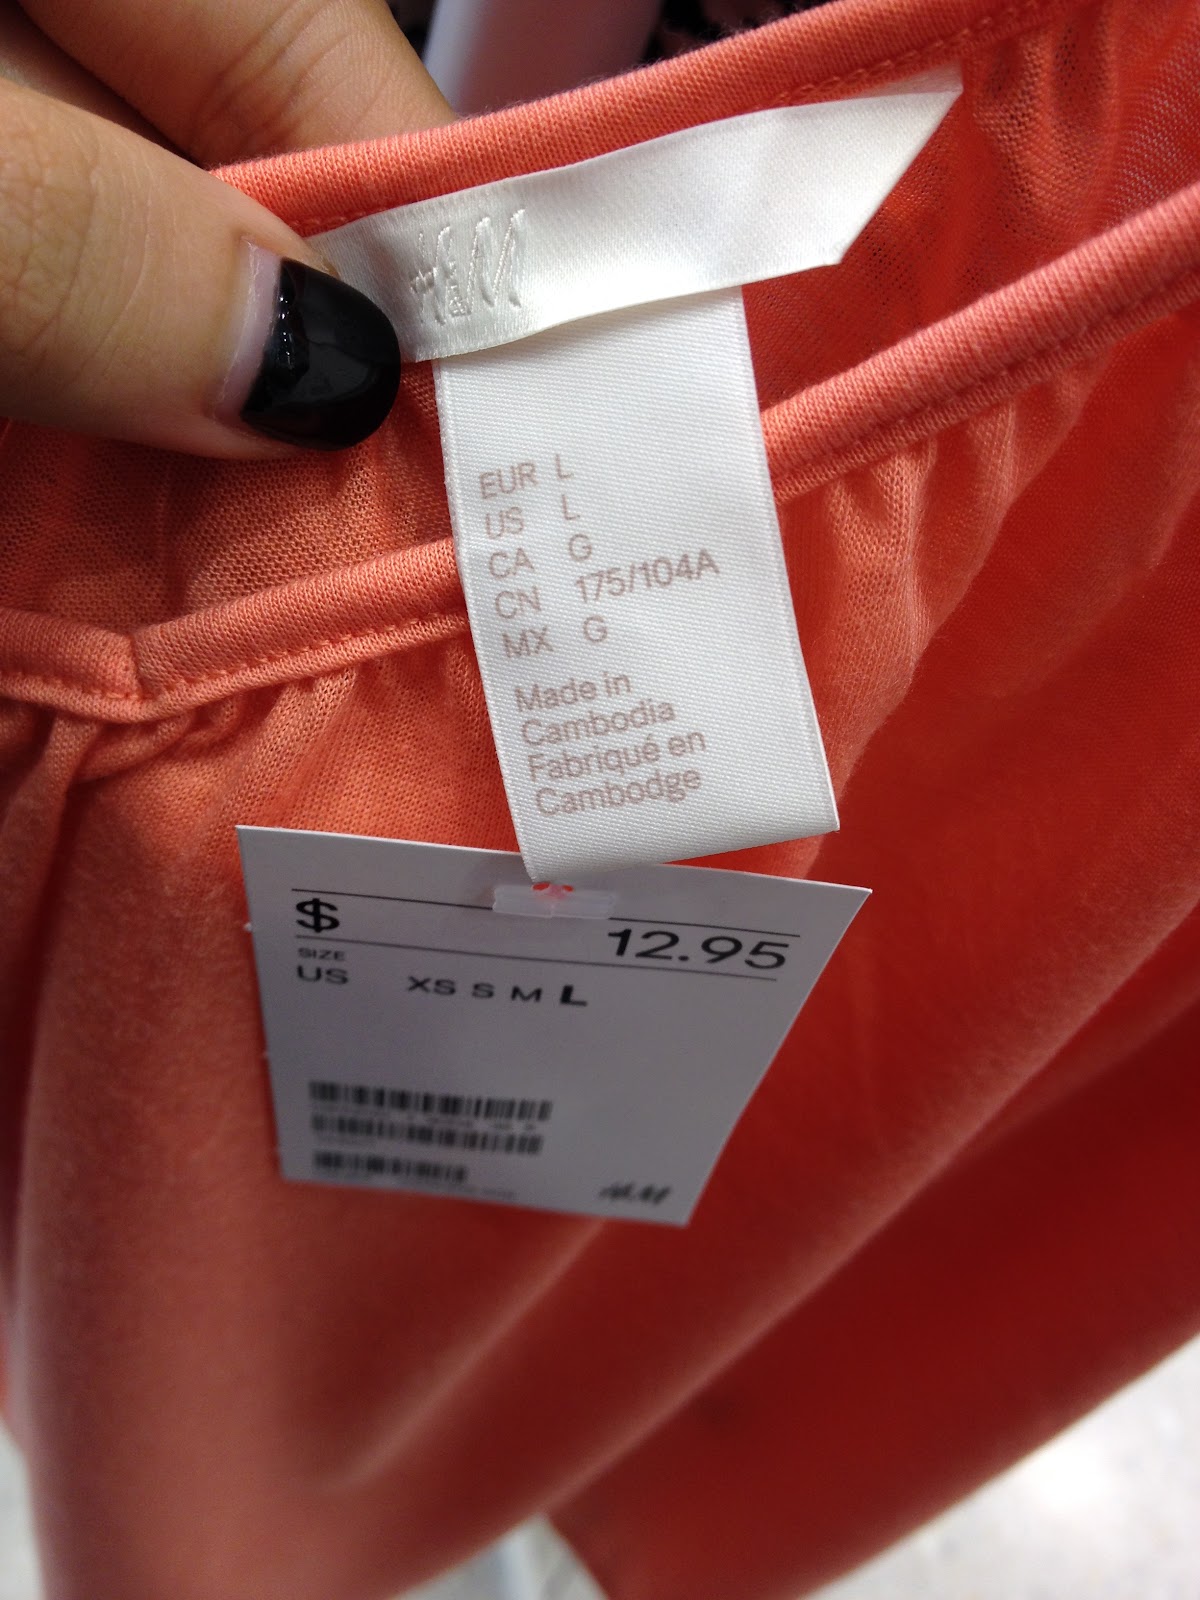 H&M
EUR L
US L
CA G
CN 175/104A
MX G
Made in
Cambodia
Fabriqué en
Cambodge
$ 12.95
SIZE
US XS S M L
H&M